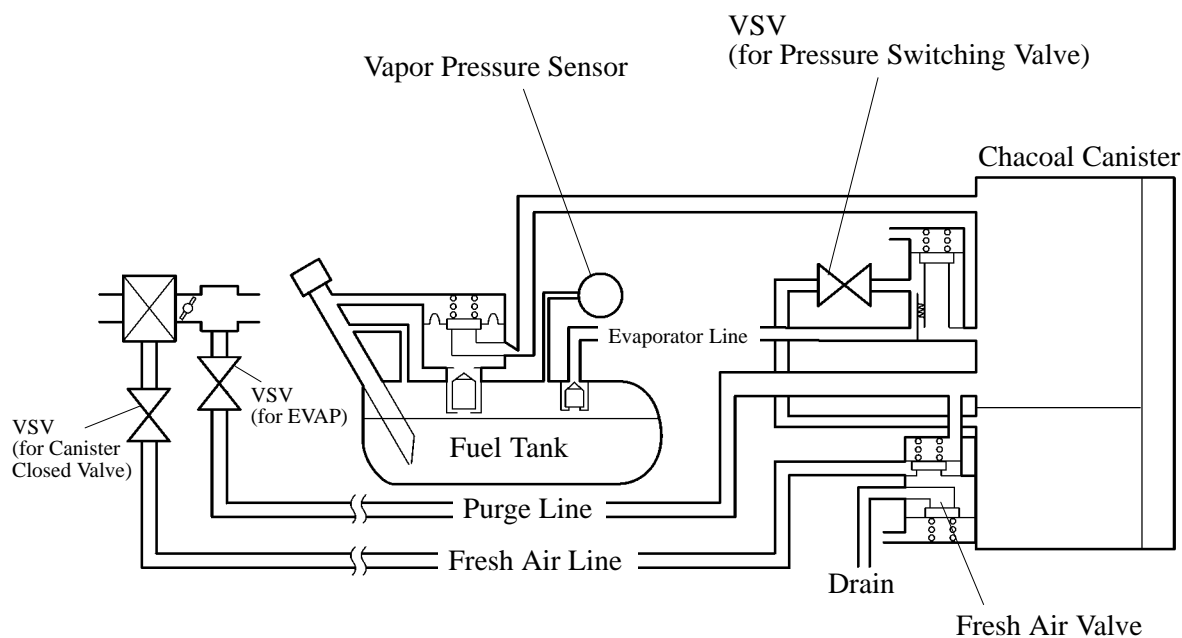 VSV
(for Pressure Switching Valve)
Vapor Pressure Sensor
Chacoal Canister
Evaporator Line
VSV
(for EVAP)
VSV
(for Canister
Closed Valve)
Fuel Tank
Purge Line
Fresh Air Line
Drain
Fresh Air Valve